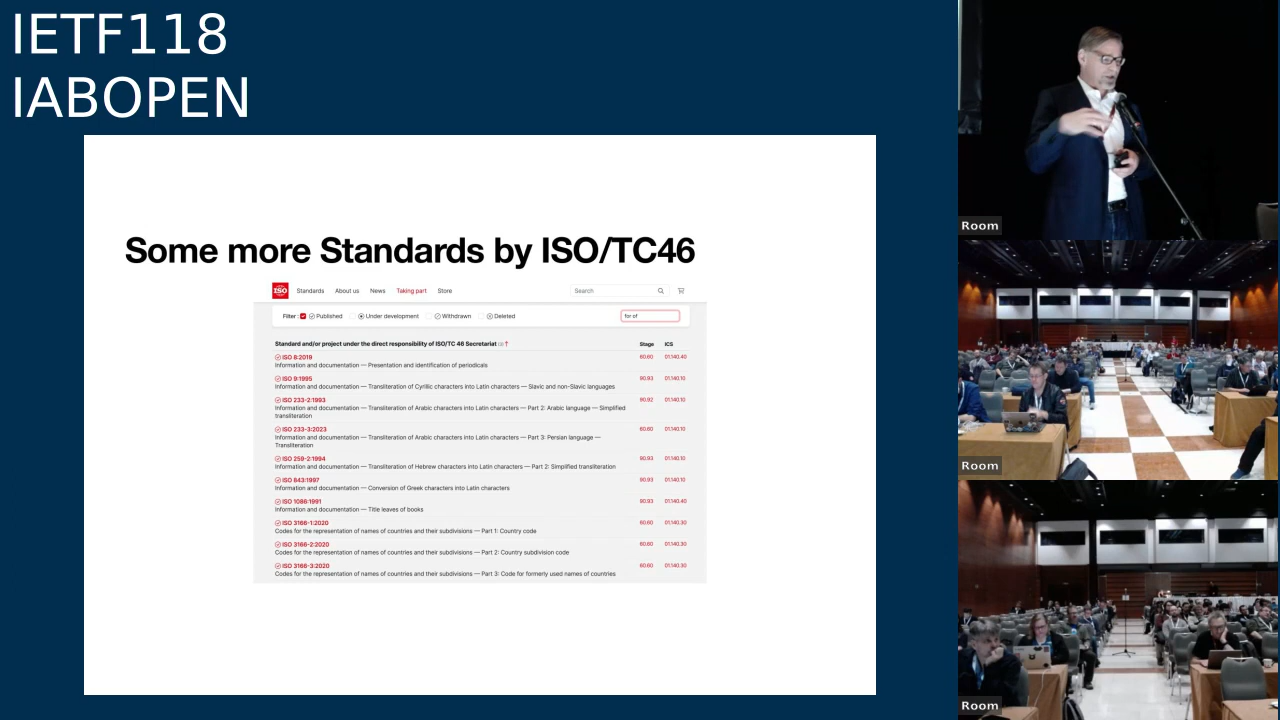 IETF118
IABOPEN
Some more Standards by ISO/TC46
ISO Standards About us News Taking part Store Search
Filter : Published Under development Withdrawn Deleted for of
Standard and/or project under the direct responsibility of ISO/TC 46 Secretariat Stage ICS
ISO 8:2019 60.60 01.140.40
Information and documentation — Presentation and identification of periodicals
ISO 9:1995 90.93 01.140.10
Information and documentation — Transliteration of Cyrillic characters into Latin characters — Slavic and non-Slavic languages
ISO 233-2:1993 90.92 01.140.10
Information and documentation — Transliteration of Arabic characters into Latin characters — Part 2: Arabic language — Simplified
transliteration
ISO 233-3:2023 60.60 01.140.10
Information and documentation — Transliteration of Arabic characters into Latin characters — Part 3: Persian language —
Transliteration
ISO 259-2:1994 90.93 01.140.10
Information and documentation — Transliteration of Hebrew characters into Latin characters — Part 2: Simplified transliteration
ISO 843:1997 90.93 01.140.10
Information and documentation — Conversion of Greek characters into Latin characters
ISO 1086:1991 90.93 01.140.40
Information and documentation — Title leaves of books
ISO 3166-1:2020 60.60 01.140.30
Codes for the representation of names of countries and their subdivisions — Part 1: Country code
ISO 3166-2:2020 60.60 01.140.30
Codes for the representation of names of countries and their subdivisions — Part 2: Country subdivision code
ISO 3166-3:2020 60.60 01.140.30
Codes for the representation of names of countries and their subdivisions — Part 3: Code for formerly used names of countries
Room
Room
Room